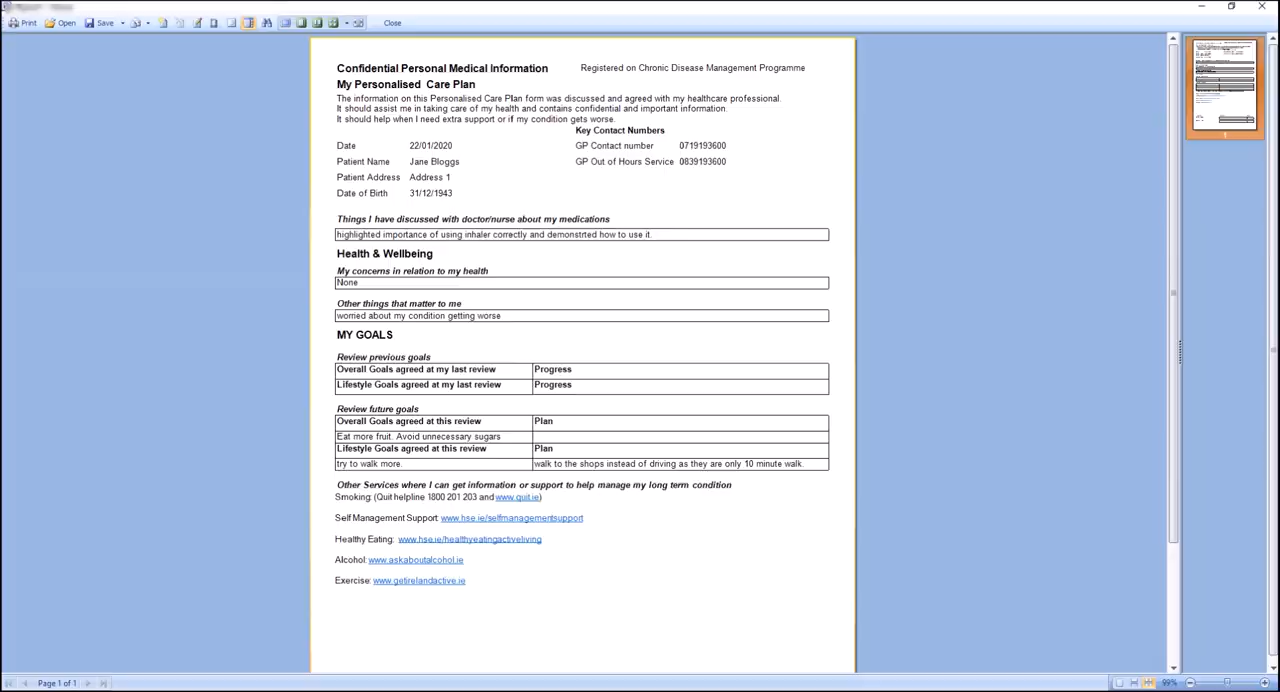 Print Open Save Close
Confidential Personal Medical Information Registered on Chronic Disease Management Programme
My Personalised Care Plan
The information on this Personalised Care Plan form was discussed and agreed with my healthcare professional.
It should assist me in taking care of my health and contains confidential and important information.
It should help when I need extra support or if my condition gets worse.
Key Contact Numbers
Date 22/01/2020 GP Contact number 0719193600
Patient Name Jane Bloggs GP Out of Hours Service 0839193600
Patient Address Address 1
Date of Birth 31/12/1943
Things I have discussed with doctor/nurse about my medications
highlighted importance of using inhaler correctly and demonstrted how to use it.
Health & Wellbeing
My concerns in relation to my health
None
Other things that matter to me
worried about my condition getting worse
MY GOALS
Review previous goals
Overall Goals agreed at my last review Progress
Lifestyle Goals agreed at my last review Progress
Review future goals
Overall Goals agreed at this review Plan
Eat more fruit. Avoid unnecessary sugars
Lifestyle Goals agreed at this review Plan
try to walk more. walk to the shops instead of driving as they are only 10 minute walk.
Other Services where I can get information or support to help manage my long term condition
Smoking: (Quit helpline 1800 201 203 and www.quit.ie)
Self Management Support: www.hse.ie/selfmanagementsupport
Healthy Eating: www.hse.ie/healthyeatingactiveliving
Alcohol: www.askaboutalcohol.ie
Exercise: www.getirelandactive.ie
1
Page 1 of 1 99%